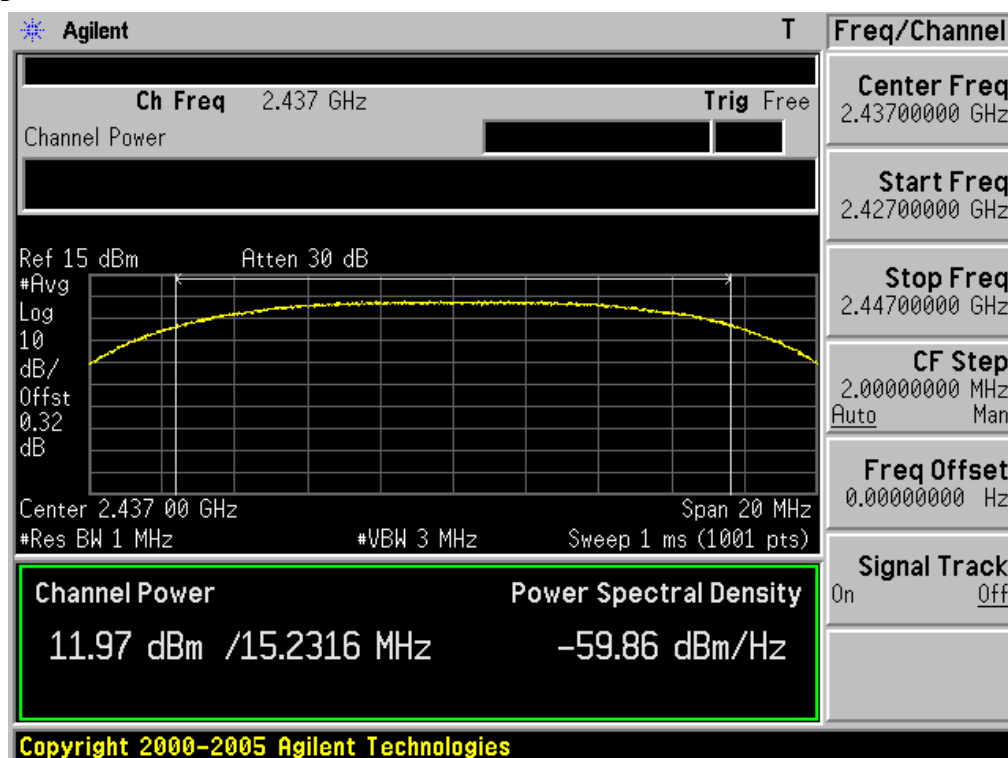 Agilent T
Freq/Channel
Ch Freq 2.437 GHz Trig Free
Channel Power
Center Freq
2.43700000 GHz
Start Freq
2.42700000 GHz
Stop Freq
2.44700000 GHz
CF Step
2.00000000 MHz
Auto Man
Freq Offset
0.00000000 Hz
Signal Track
On Off
Ref 15 dBm Atten 30 dB
#Avg
Log
10
dB/
Offst
0.32
dB
Center 2.437 00 GHz Span 20 MHz
#Res BW 1 MHz #VBW 3 MHz Sweep 1 ms (1001 pts)
Channel Power Power Spectral Density
11.97 dBm /15.2316 MHz -59.86 dBm/Hz
Copyright 2000-2005 Agilent Technologies